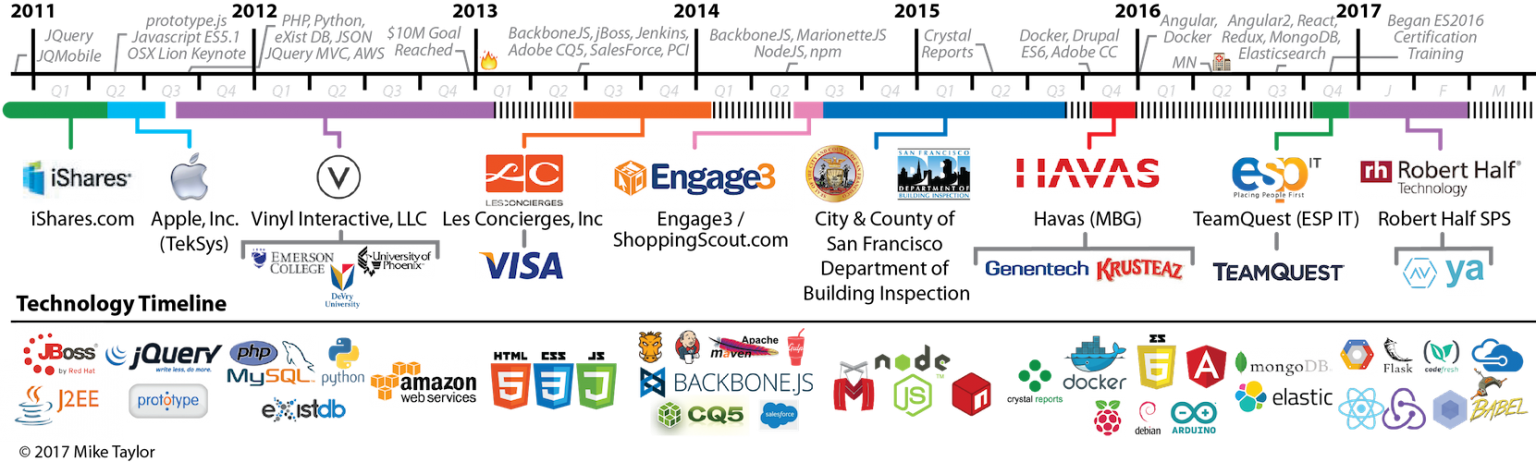 2011
2012
2013
2014
2015
2016
2017
JQuery
JQMobile
prototype.js
Javascript ES5.1
OSX Lion Keynote
PHP, Python,
eXist DB, JSON
JQuery MVC, AWS
$10M Goal
Reached
BackboneJS, jBoss, Jenkins,
Adobe CQ5, SalesForce, PCI
BackboneJS, MarionetteJS
NodeJS, npm
Crystal
Reports
Docker, Drupal
ES6, Adobe CC
Angular,
Docker
MN
Angular2, React,
Redux, MongoDB,
Elasticsearch
Began ES2016
Certification
Training
Q1 Q2 Q3 Q4 Q1 Q2 Q3 Q4 Q1 Q2 Q3 Q4 Q1 Q2 Q3 Q4 Q1 Q2 Q3 Q4 Q1 Q2 Q3 Q4 J F M
iShares®
iShares.com
Apple, Inc.
(TekSys)
V
Vinyl Interactive, LLC
EMERSON
COLLEGE
University of
Phoenix™
DeVry
University
LC
LESCONCIERGES
Les Concierges, Inc
VISA
Engage3
Engage3 /
ShoppingScout.com
SAN FRANCISCO
DBI
DEPARTMENT OF
BUILDING INSPECTION
City & County of
San Francisco
Department of
Building Inspection
HAVAS
Havas (MBG)
Genentech
KRUSTEAZ
esp IT
Placing People First
TeamQuest (ESP IT)
TEAMQUEST
rh Robert Half®
Technology
Robert Half SPS
AV
ya
Technology Timeline
JBoss®
by Red Hat
jQuery
write less, do more.
php
MySQL™
python
amazon
web services
HTML
5
CSS
3
JS
J2EE
prototype
eXistdb
Apache
maven
Gulp
BACKBONE.JS
CQ5
salesforce
M
node™
JS
n
crystal reports
docker
ES
6
A
mongoDB
debian
ARDUINO
elastic
Flask
codefresh
BABEL
© 2017 Mike Taylor